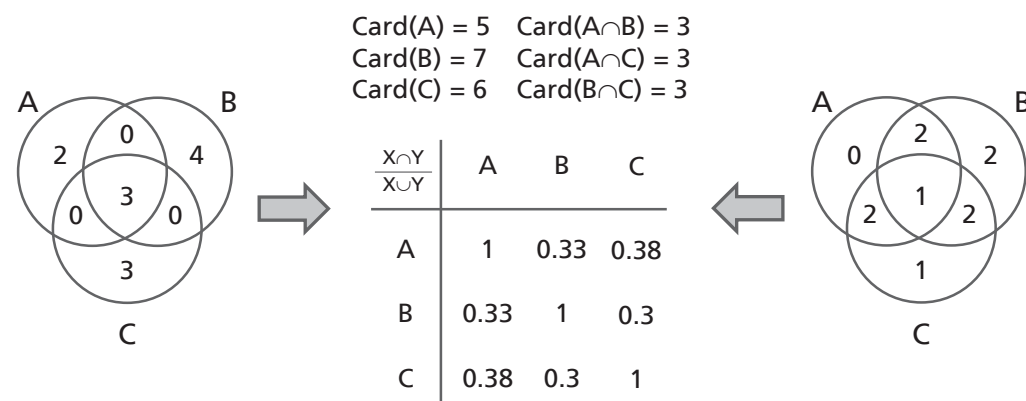 Card(A) = 5 Card(A∩B) = 3
Card(B) = 7 Card(A∩C) = 3
Card(C) = 6 Card(B∩C) = 3
A B
0
2 4
3
0 0
3
C
X∩Y
X∪Y
A B C
A 1 0.33 0.38
B 0.33 1 0.3
C 0.38 0.3 1
A B
2
0 2
1
2 2
1
C